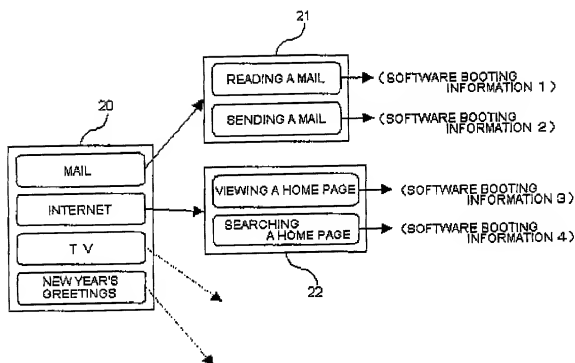 21
READING A MAIL
(SOFTWARE BOOTING
INFORMATION 1)
SENDING A MAIL
(SOFTWARE BOOTING
INFORMATION 2)
20
MAIL
INTERNET
TV
NEW YEAR'S
GREETINGS
VIEWING A HOME PAGE
(SOFTWARE BOOTING
INFORMATION 3)
SEARCHING
A HOME PAGE
(SOFTWARE BOOTING
INFORMATION 4)
22